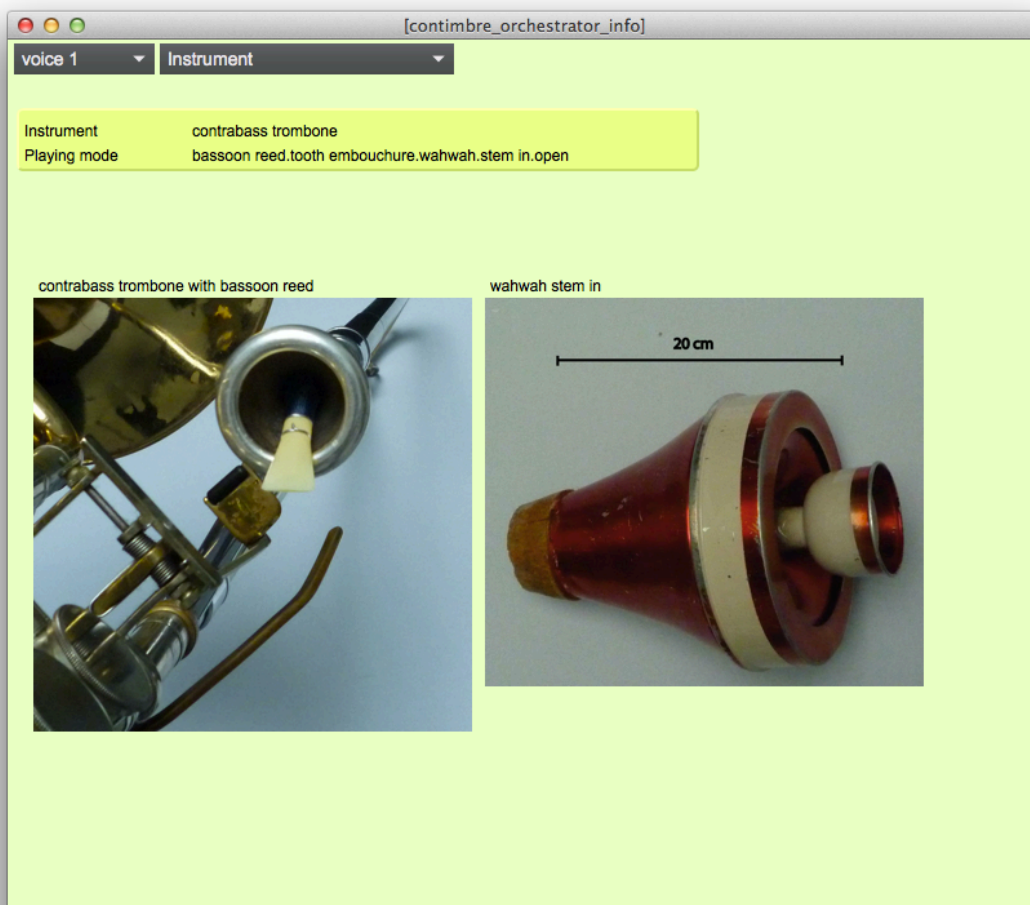 [contimbre_orchestrator_info]
voice 1 Instrument
Instrument contrabass trombone
Playing mode bassoon reed.tooth embouchure.wahwah.stem in.open
contrabass trombone with bassoon reed
wahwah stem in
20 cm